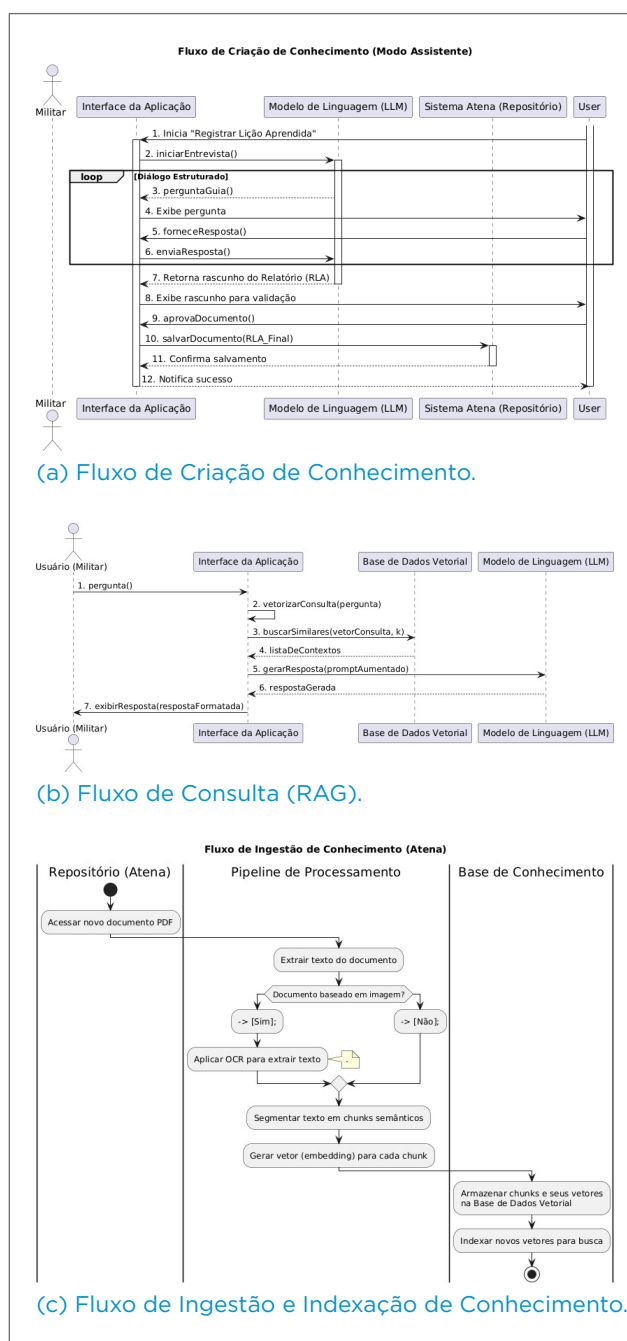 Fluxo de Criação de Conhecimento (Modo Assistente)
Militar
Interface da Aplicação
Modelo de Linguagem (LLM)
Sistema Atena (Repositório)
User
1. Inicia "Registrar Lição Aprendida"
2. iniciarEntrevista()
loop
[Diálogo Estruturado]
3. perguntaGuia()
4. Exibe pergunta
5. forneceResposta()
6. enviaResposta()
7. Retorna rascunho do Relatório (RLA)
8. Exibe rascunho para validação
9. aprovaDocumento()
10. salvarDocumento(RLA_Final)
11. Confirma salvamento
12. Notifica sucesso
Militar
Interface da Aplicação
Modelo de Linguagem (LLM)
Sistema Atena (Repositório)
User
(a) Fluxo de Criação de Conhecimento.
Usuário (Militar)
Interface da Aplicação
Base de Dados Vetorial
Modelo de Linguagem (LLM)
1. pergunta()
2. vetorizarConsulta(pergunta)
3. buscarSimilares(vetorConsulta, k)
4. listaDeContextos
5. gerarResposta(promptAumentado)
6. respostaGerada
7. exibirResposta(respostaFormatada)
Usuário (Militar)
Interface da Aplicação
Base de Dados Vetorial
Modelo de Linguagem (LLM)
(b) Fluxo de Consulta (RAG).
Fluxo de Ingestão de Conhecimento (Atena)
Repositório (Atena)
Pipeline de Processamento
Base de Conhecimento
Acessar novo documento PDF
Extrair texto do documento
Documento baseado em imagem?
-> [Sim];
-> [Não];
Aplicar OCR para extrair texto
.
Segmentar texto em chunks semânticos
Gerar vetor (embedding) para cada chunk
Armazenar chunks e seus vetores
na Base de Dados Vetorial
Indexar novos vetores para busca
(c) Fluxo de Ingestão e Indexação de Conhecimento.